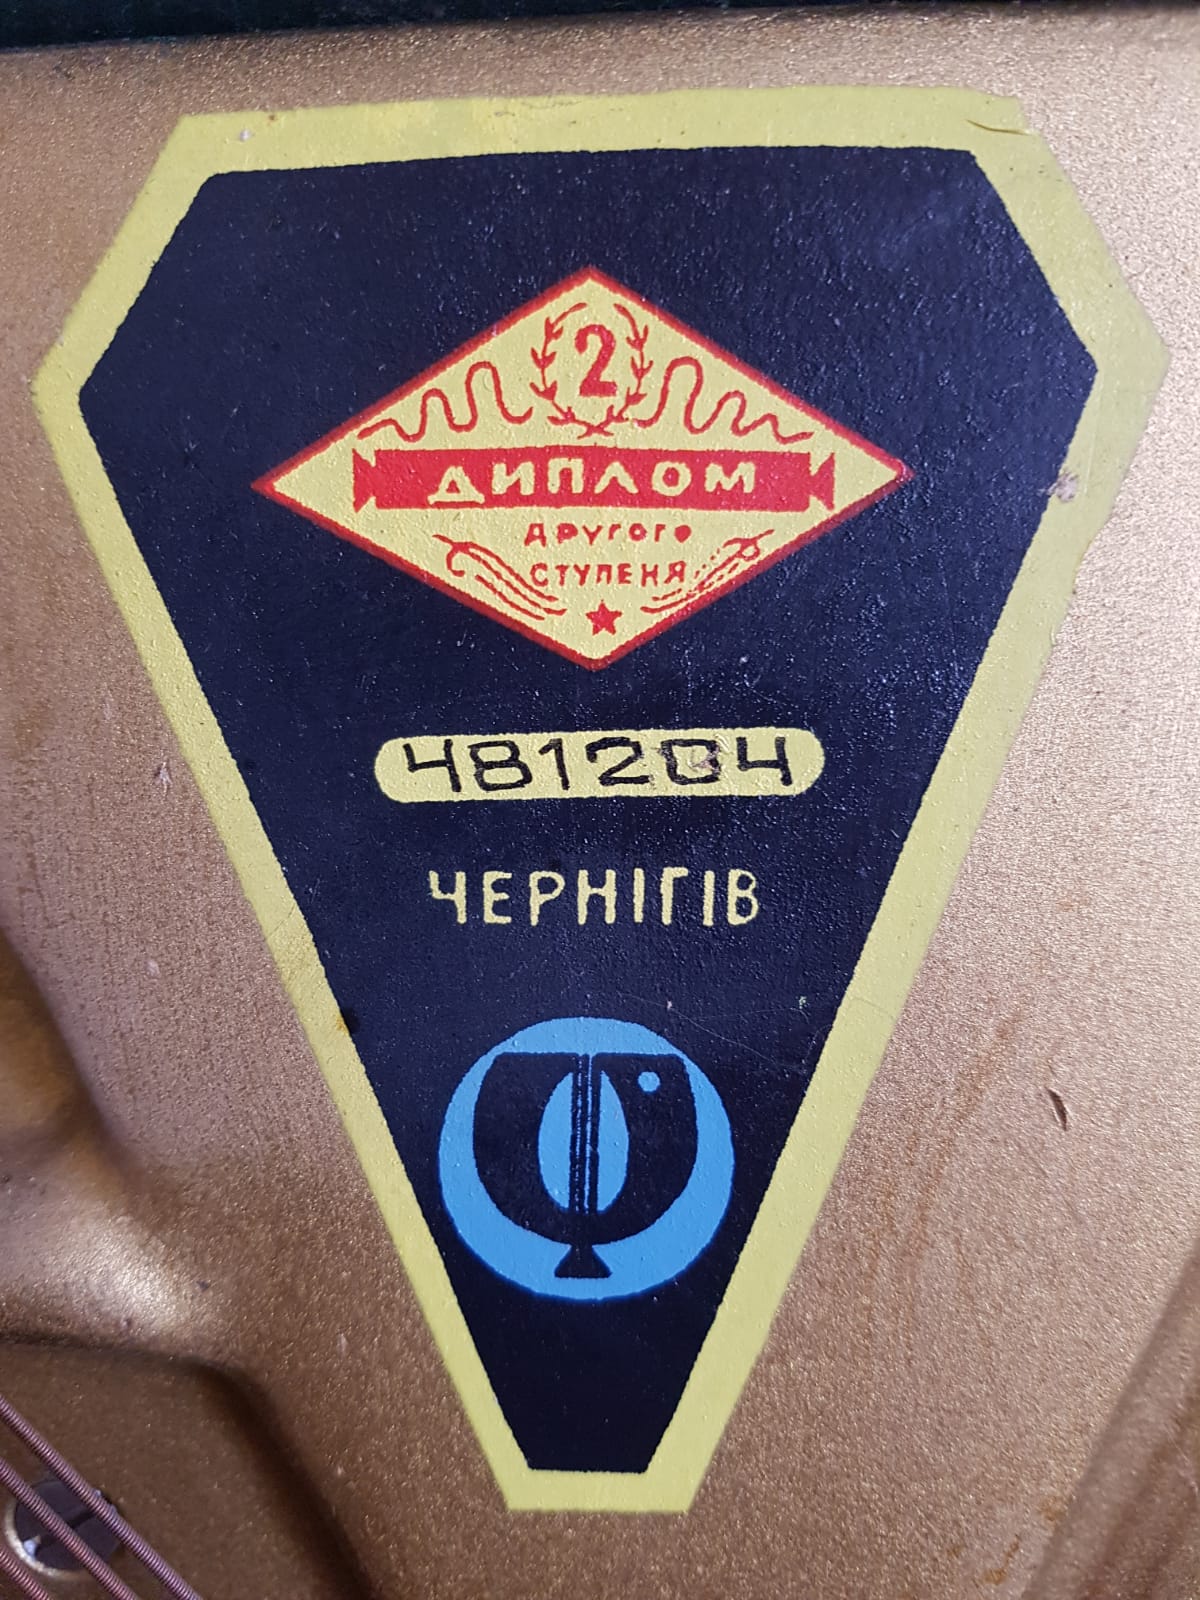 2
ДИПЛОМ
ДРУГОГО
СТУПЕНЯ
481204
ЧЕРНІГІВ